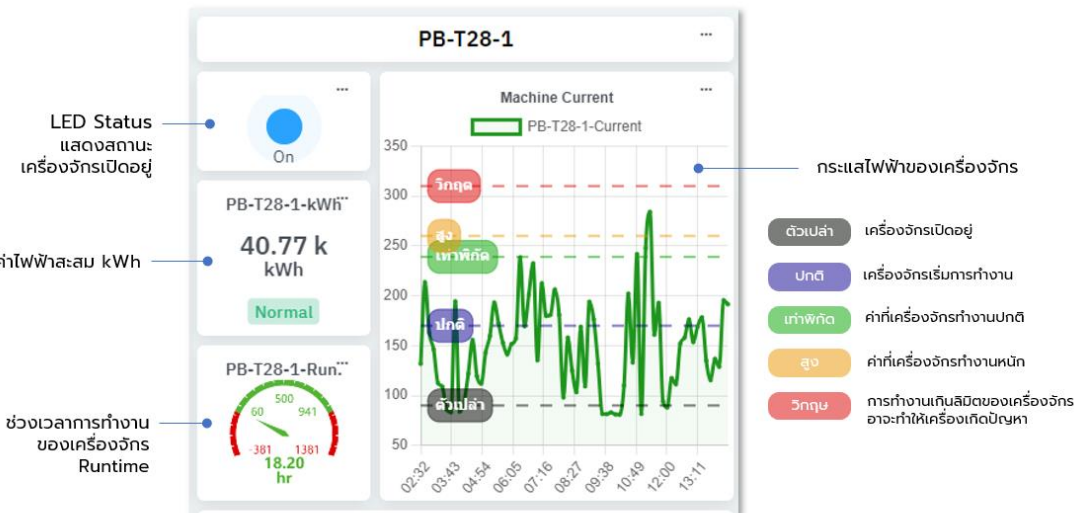 PB-T28-1
...
LED Status
แสดงสถานะ
เครื่องจักรเปิดอยู่
...
On
PB-T28-1-kWh...
40.77 k
kWh
Normal
ค่าไฟฟ้าสะสม kWh
PB-T28-1-Run...
500
60
941
-381
1381
18.20
hr
ช่วงเวลาการทำงาน
ของเครื่องจักร
Runtime
Machine Current
...
PB-T28-1-Current
350
300
250
200
150
100
50
วิกฤต
สูง
เท่าพิกัด
ปกติ
ตัวเปล่า
02:32
03:43
04:54
06:05
07:16
08:27
09:38
10:49
12:00
13:11
กระแสไฟฟ้าของเครื่องจักร
ตัวเปล่า เครื่องจักรเปิดอยู่
ปกติ เครื่องจักรเริ่มการทำงาน
เท่าพิกัด ค่าที่เครื่องจักรทำงานปกติ
สูง ค่าที่เครื่องจักรทำงานหนัก
วิกฤษ การทำงานเกินลิมิตของเครื่องจักร
อาจจะทำให้เครื่องเกิดปัญหา